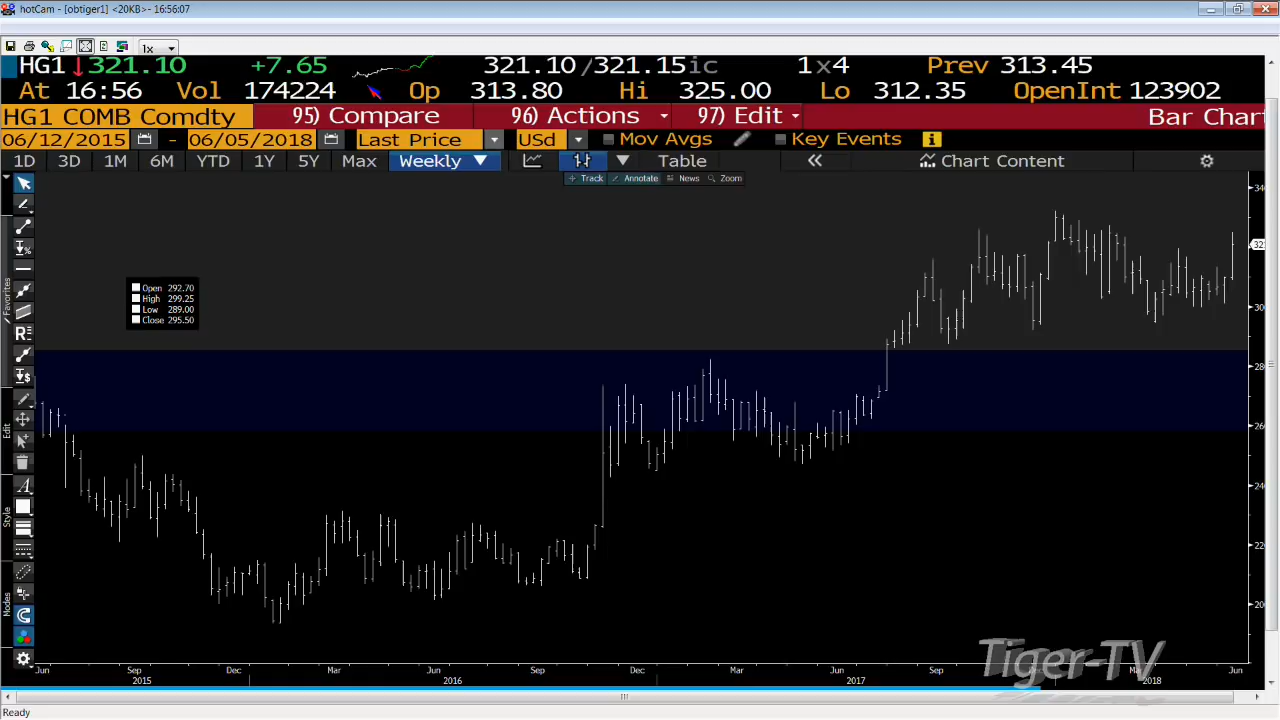 hotCam - [obtiger1] <20KB>- 16:56:07
1x
HG1 ↓321.10 +7.65 321.10/321.15ic 1x4 Prev 313.45
At 16:56 Vol 174224 Op 313.80 Hi 325.00 Lo 312.35 OpenInt 123902
HG1 COMB Comdty 95) Compare 96) Actions 97) Edit Bar Chart
06/12/2015 - 06/05/2018 Last Price USd Mov Avgs Key Events
1D 3D 1M 6M YTD 1Y 5Y Max Weekly ▼ Table « Chart Content
Track Annotate News Zoom
Favorites
Edit
Style
Modes
Open 292.70
High 299.25
Low 289.00
Close 295.50
Jun Sep Dec Mar Jun Sep Dec Mar Jun Sep Mar Jun
2015 2016 2017 2018
Tiger-TV
Ready